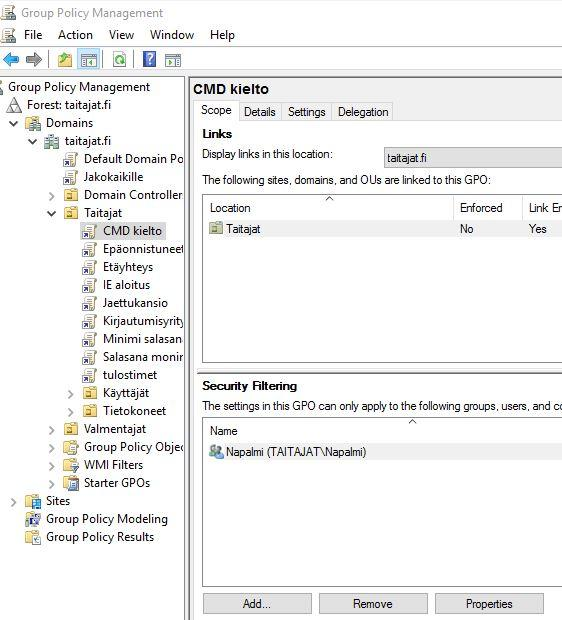 Group Policy Management
File Action View Window Help
Group Policy Management
Forest: taitajat.fi
Domains
taitajat.fi
Default Domain Po
Jakokaikille
Domain Controller
Taitajat
CMD kielto
Epäonnistuneet
Etäyhteys
IE aloitus
Jaettukansio
Kirjautumisyrity
Minimi salasan
Salasana monir
tulostimet
Käyttäjät
Tietokoneet
Valmentajat
Group Policy Objec
WMI Filters
Starter GPOs
Sites
Group Policy Modeling
Group Policy Results
CMD kielto
Scope Details Settings Delegation
Links
Display links in this location: taitajat.fi
The following sites, domains, and OUs are linked to this GPO:
Location Enforced Link En
Taitajat No Yes
Security Filtering
The settings in this GPO can only apply to the following groups, users, and co
Name
Napalmi (TAITAJAT\Napalmi)
Add... Remove Properties